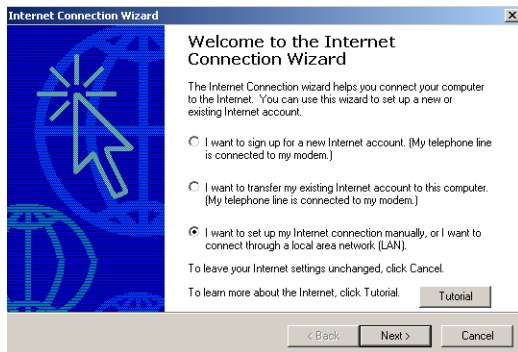 Internet Connection Wizard
Welcome to the Internet
Connection Wizard
The Internet Connection wizard helps you connect your computer
to the Internet. You can use this wizard to set up a new or
existing Internet account.
I want to sign up for a new Internet account. (My telephone line
is connected to my modem.)
I want to transfer my existing Internet account to this computer.
(My telephone line is connected to my modem.)
I want to set up my Internet connection manually, or I want to
connect through a local area network (LAN).
To leave your Internet settings unchanged, click Cancel.
To learn more about the Internet, click Tutorial.
Tutorial
< Back
Next >
Cancel